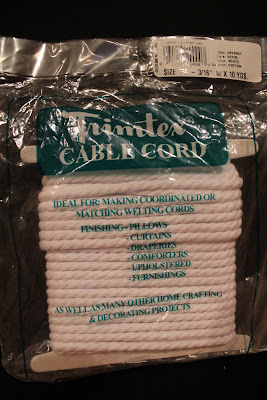 SIZE 3/16" W X 10 YDS.
Trimtex®
CABLE CORD
IDEAL FOR: MAKING COORDINATED OR
MATCHING WELTING CORDS
FINISHING - PILLOWS
- CURTAINS
- DRAPERIES
- COMFORTERS
- UPHOLSTERED
- FURNISHINGS
AS WELL AS MANY OTHER HOME CRAFTING
& DECORATING PROJECTS